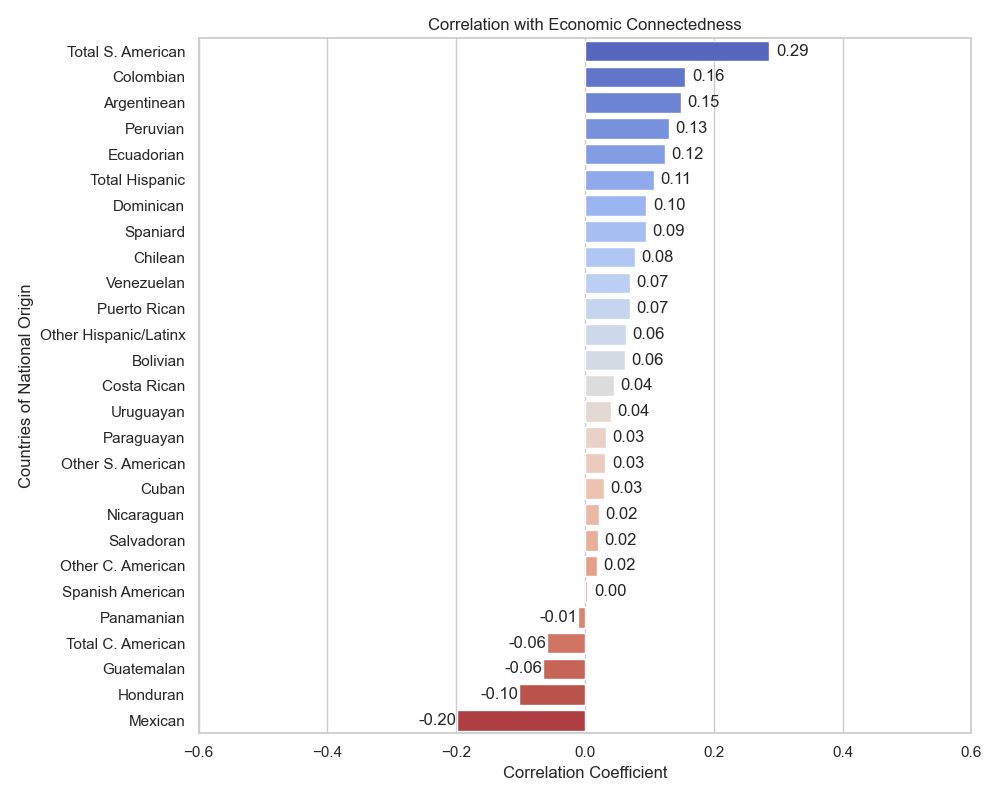 Correlation with Economic Connectedness
Total S. American 0.29
Colombian 0.16
Argentinean 0.15
Peruvian 0.13
Ecuadorian 0.12
Total Hispanic 0.11
Dominican 0.10
Spaniard 0.09
Chilean 0.08
Venezuelan 0.07
Puerto Rican 0.07
Other Hispanic/Latinx 0.06
Bolivian 0.06
Costa Rican 0.04
Uruguayan 0.04
Paraguayan 0.03
Other S. American 0.03
Cuban 0.03
Nicaraguan 0.02
Salvadoran 0.02
Other C. American 0.02
Spanish American 0.00
Panamanian -0.01
Total C. American -0.06
Guatemalan -0.06
Honduran -0.10
Mexican -0.20
−0.6 −0.4 −0.2 0.0 0.2 0.4 0.6
Correlation Coefficient
Countries of National Origin